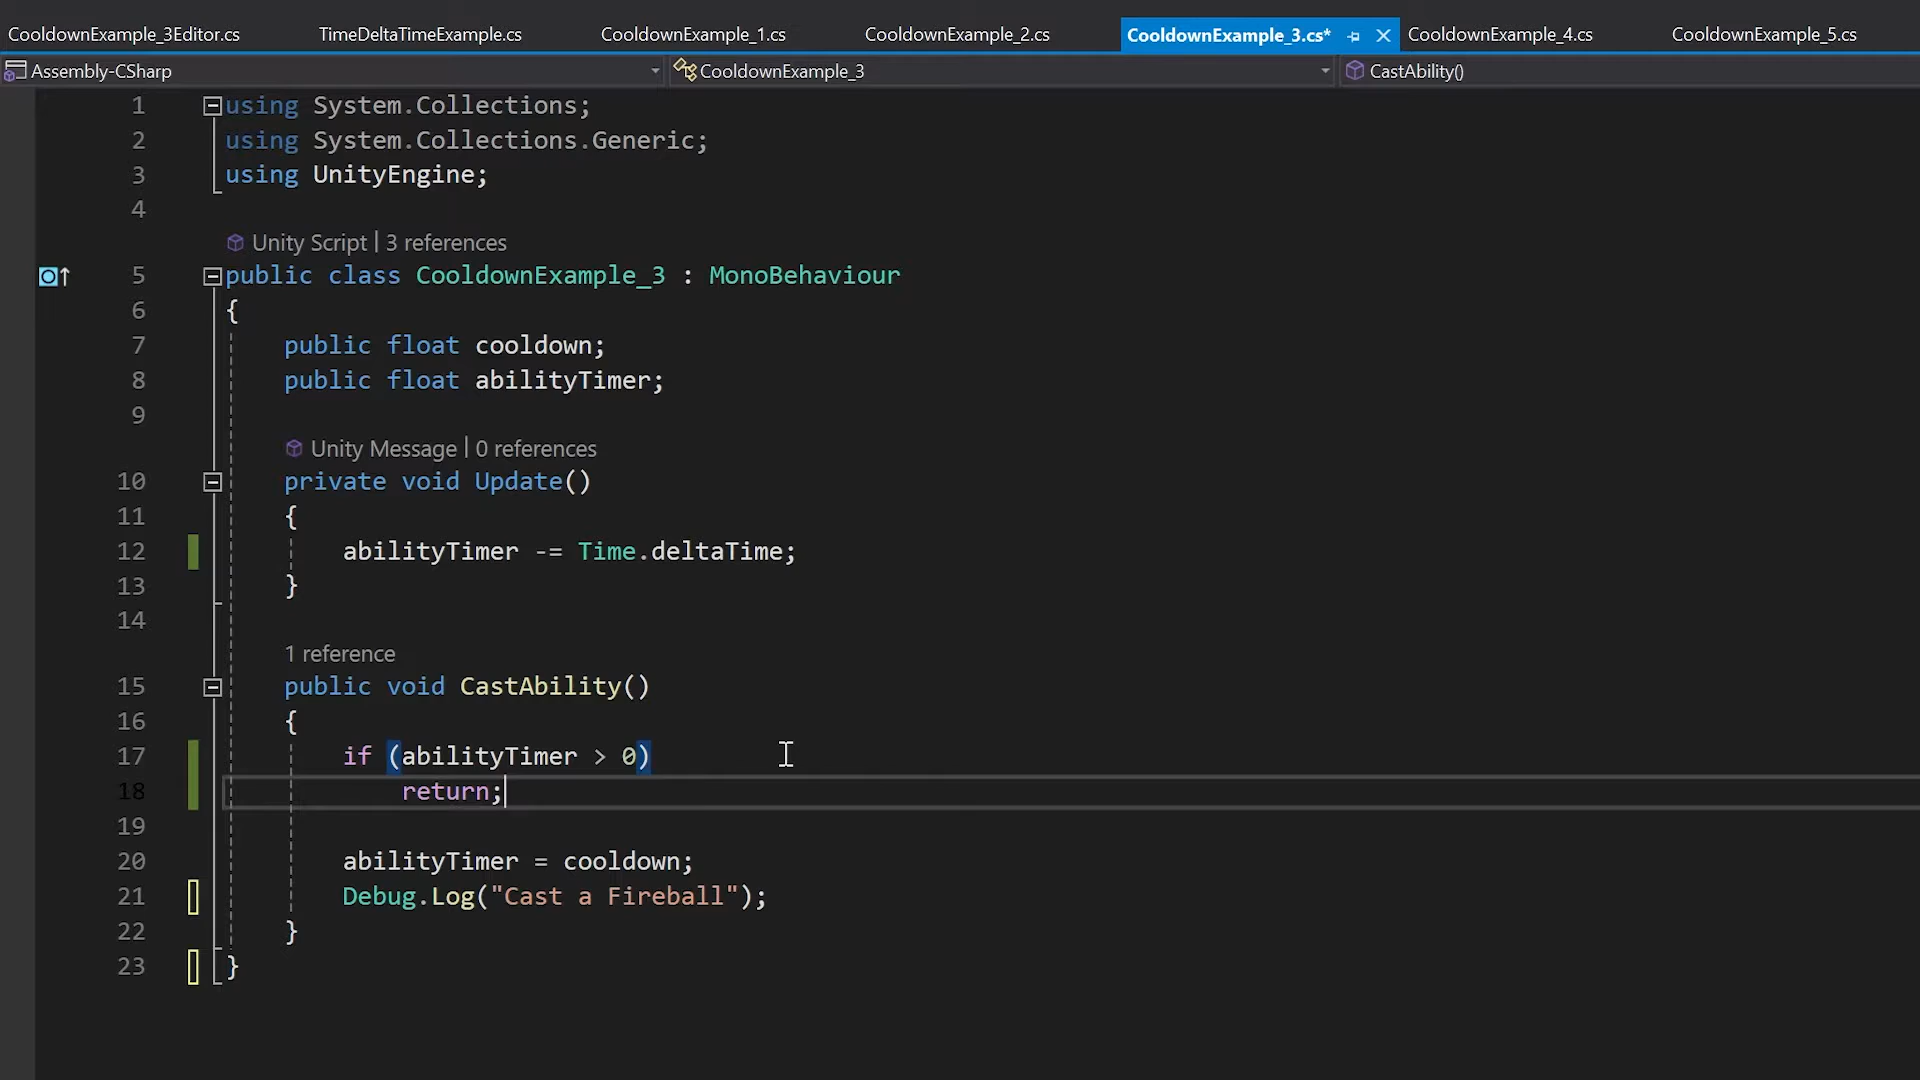 CooldownExample_3Editor.cs TimeDeltaTimeExample.cs CooldownExample_1.cs CooldownExample_2.cs CooldownExample_3.cs* CooldownExample_4.cs CooldownExample_5.cs
Assembly-CSharp CooldownExample_3 CastAbility()
1 using System.Collections;
2 using System.Collections.Generic;
3 using UnityEngine;
4
Unity Script | 3 references
5 public class CooldownExample_3 : MonoBehaviour
6 {
7 public float cooldown;
8 public float abilityTimer;
9
Unity Message | 0 references
10 private void Update()
11 {
12 abilityTimer -= Time.deltaTime;
13 }
14
1 reference
15 public void CastAbility()
16 {
17 if (abilityTimer > 0)
18 return;
19
20 abilityTimer = cooldown;
21 Debug.Log("Cast a Fireball");
22 }
23 }